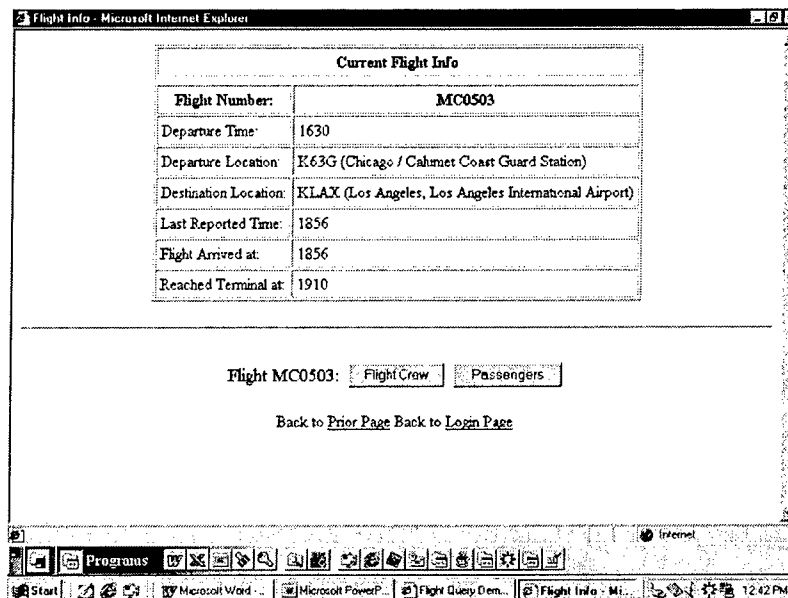 Flight Info - Microsoft Internet Explorer
Current Flight Info
Flight Number: MC0503
Departure Time: 1630
Departure Location: K63G (Chicago / Calumet Coast Guard Station)
Destination Location: KLAX (Los Angeles, Los Angeles International Airport)
Last Reported Time: 1856
Flight Arrived at: 1856
Reached Terminal at: 1910
Flight MC0503: Flight Crew Passengers
Back to Prior Page Back to Login Page
Internet
Programs
Start Microsoft Word - .. Microsoft PowerP... Flight Query Dem... Flight Info - Mi... 12:42 PM